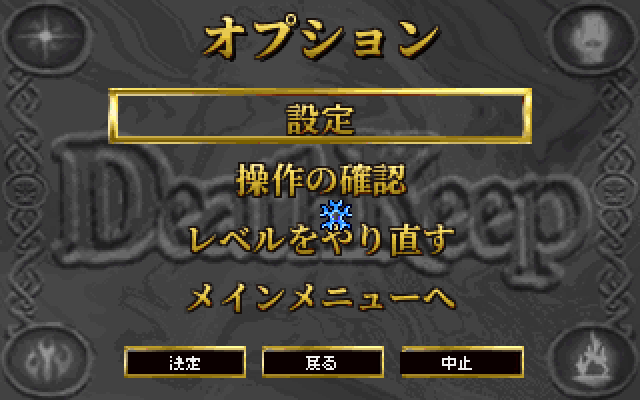 オプション
設定
DeathKeep
操作の確認
レベルをやり直す
メインメニューへ
決定 戻る 中止